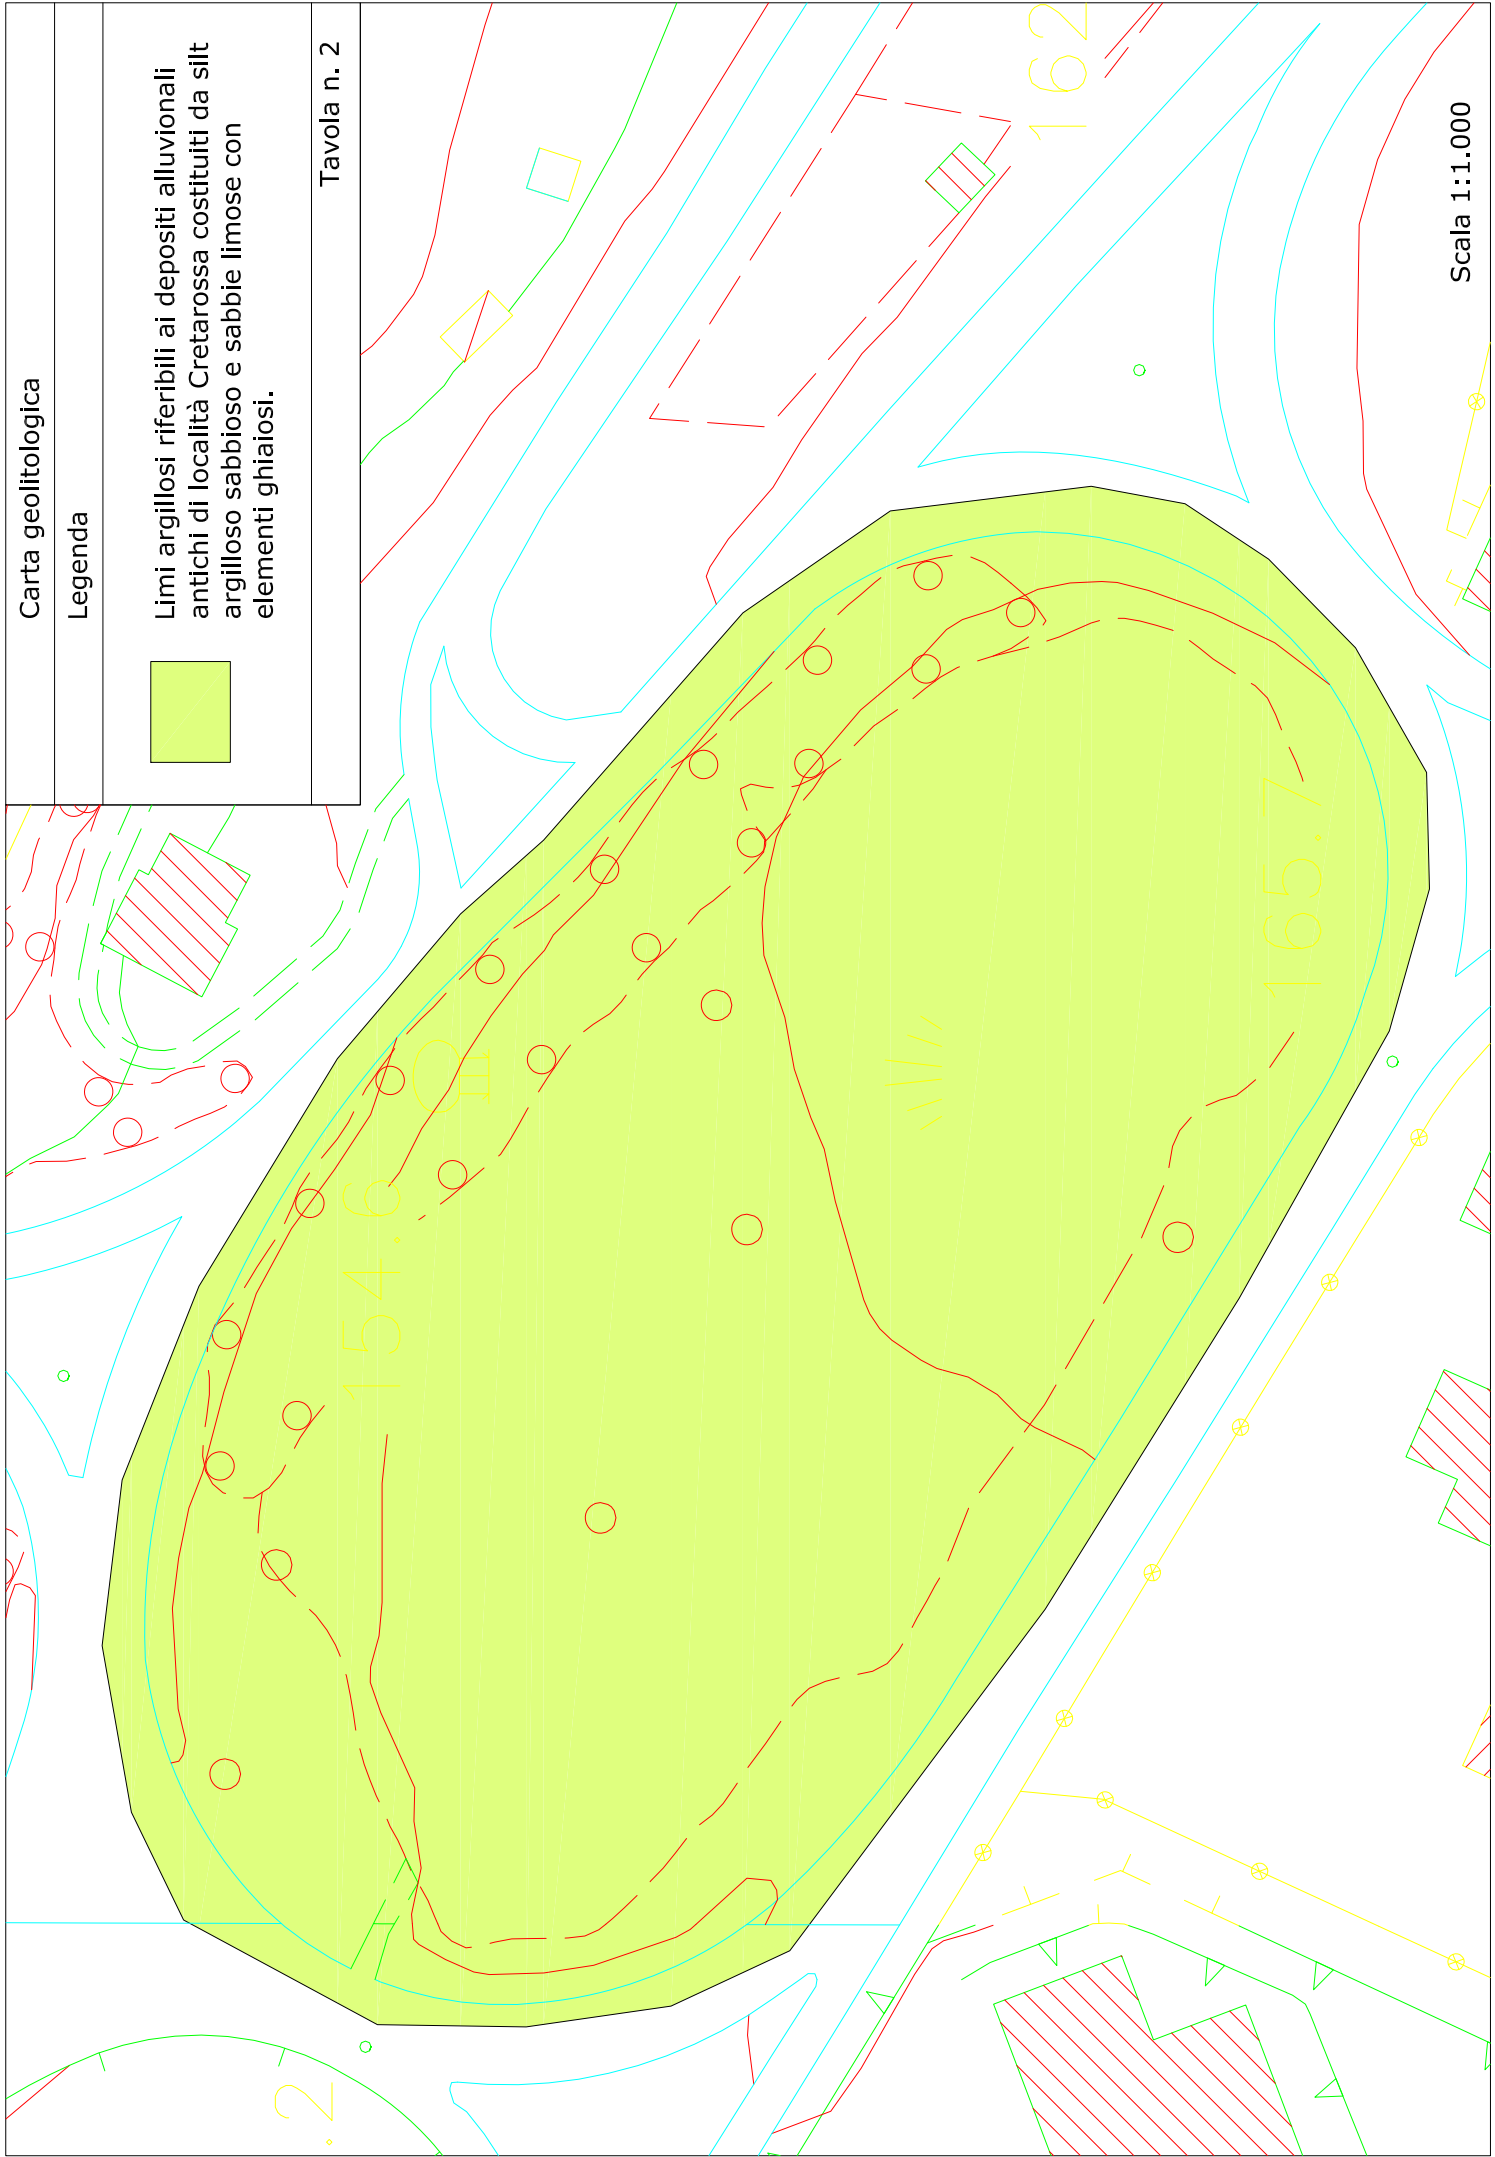 Carta geolitologica
Legenda
Limi argillosi riferibili ai depositi alluvionali
antichi di località Cretarossa costituiti da silt
argilloso sabbioso e sabbie limose con
elementi ghiaiosi.
Tavola n. 2
162
165.7
154.6
.2
Scala 1:1.000